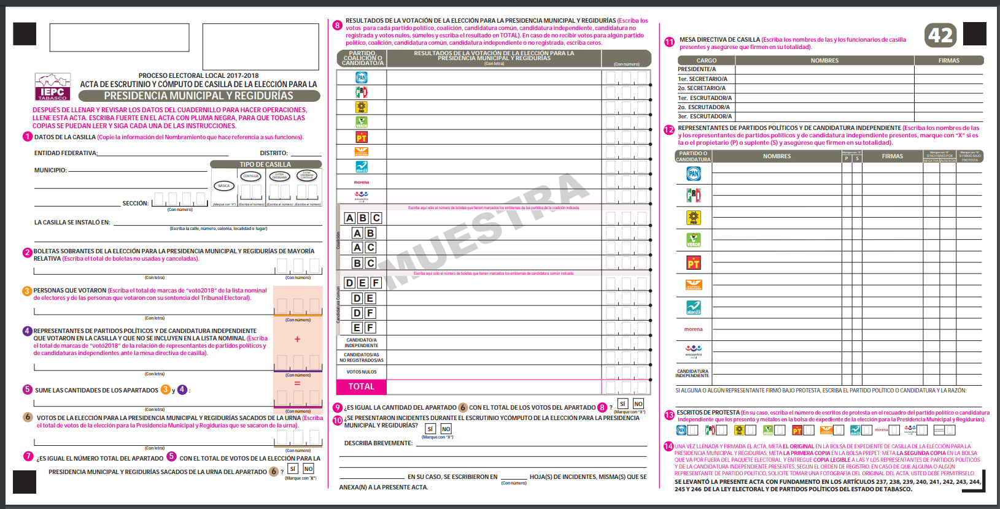 PROCESO ELECTORAL LOCAL 2017-2018
ACTA DE ESCRUTINIO Y CÓMPUTO DE CASILLA DE LA ELECCIÓN PARA LA
IEPC
TABASCO
PRESIDENCIA MUNICIPAL Y REGIDURÍAS
DESPUÉS DE LLENAR Y REVISAR LOS DATOS DEL CUADERNILLO PARA HACER OPERACIONES,
LLENE ESTA ACTA. ESCRIBA FUERTE EN EL ACTA CON PLUMA NEGRA, PARA QUE TODAS LAS
COPIAS SE PUEDAN LEER Y SIGA CADA UNA DE LAS INSTRUCCIONES.
1 DATOS DE LA CASILLA (Copie la información del Nombramiento que hace referencia a sus funciones).
ENTIDAD FEDERATIVA: DISTRITO:
TIPO DE CASILLA
MUNICIPIO:
BÁSICA CONTIGUA EXTRA ORDINARIA EXTRA ORDINARIA CONTIGUA
(Marque con "X") (Escriba el número) (Escriba el número) (Escriba el número)
SECCIÓN:
(Con número)
LA CASILLA SE INSTALÓ EN:
(Escriba la calle, número, colonia, localidad o lugar)
2 BOLETAS SOBRANTES DE LA ELECCIÓN PARA LA PRESIDENCIA MUNICIPAL Y REGIDURÍAS DE MAYORÍA
RELATIVA (Escriba el total de boletas no usadas y canceladas).
(Con letra) (Con número)
3 PERSONAS QUE VOTARON (Escriba el total de marcas de "votó2018" de la lista nominal
de electores y de las personas que votaron con su sentencia del Tribunal Electoral).
(Con letra) (Con número)
4 REPRESENTANTES DE PARTIDOS POLÍTICOS Y DE CANDIDATURA INDEPENDIENTE
QUE VOTARON EN LA CASILLA Y QUE NO SE INCLUYEN EN LA LISTA NOMINAL (Escriba
el total de marcas de "votó2018" de la relación de representantes de partidos políticos y
de candidaturas independientes ante la mesa directiva de casilla).
+
(Con letra) (Con número)
=
5 SUME LAS CANTIDADES DE LOS APARTADOS 3 y 4 :
(Con letra) (Con número)
6 VOTOS DE LA ELECCIÓN PARA LA PRESIDENCIA MUNICIPAL Y REGIDURÍAS SACADOS DE LA URNA (Escriba
el total de votos de la elección para la Presidencia Municipal y Regidurías que se sacaron de la urna).
(Con letra) (Con número)
7 ¿ES IGUAL EL NÚMERO TOTAL DEL APARTADO 5 CON EL TOTAL DE VOTOS DE LA ELECCIÓN PARA LA
PRESIDENCIA MUNICIPAL Y REGIDURÍAS SACADOS DE LA URNA DEL APARTADO 6 ? SÍ NO
(Marque con "X")
8 RESULTADOS DE LA VOTACIÓN DE LA ELECCIÓN PARA LA PRESIDENCIA MUNICIPAL Y REGIDURÍAS (Escriba los
votos para cada partido político, coalición, candidatura común, candidatura independiente, candidatura no
registrada y votos nulos, súmelos y escriba el resultado en TOTAL). En caso de no recibir votos para algún partido
político, coalición, candidatura común, candidatura independiente o no registrada, escriba ceros.
PARTIDO, COALICIÓN O CANDIDATO/A
RESULTADOS DE LA VOTACIÓN DE LA ELECCIÓN PARA LA
PRESIDENCIA MUNICIPAL Y REGIDURÍAS
(Con letra) (Con número)
PAN
PRI
PRD
VERDE
PT
alianza
morena
encuentro social
MUESTRA
Escriba aquí sólo el número de boletas que tienen marcados los emblemas de los partidos de la coalición indicada.
Coalición
A B C
A B
A C
B C
Escriba aquí sólo el número de boletas que tienen marcados los emblemas de candidatura común indicada.
Candidatura Común
D E F
D E
D F
E F
CANDIDATO/A
INDEPENDIENTE
CANDIDATOS/AS
NO REGISTRADOS/AS
VOTOS NULOS
TOTAL
9 ¿ES IGUAL LA CANTIDAD DEL APARTADO 6 CON EL TOTAL DE LOS VOTOS DEL APARTADO 8 ? SÍ NO
(Marque con "X")
10 ¿SE PRESENTARON INCIDENTES DURANTE EL ESCRUTINIO YCÓMPUTO DE LA ELECCIÓN PARA LA PRESIDENCIA
MUNICIPAL Y REGIDURÍAS? SÍ NO
(Marque con "X")
DESCRIBA BREVEMENTE:
EN SU CASO, SE ESCRIBIERON EN HOJA(S) DE INCIDENTES, MISMA(S) QUE SE
(Con número)
ANEXA(N) A LA PRESENTE ACTA.
42
11 MESA DIRECTIVA DE CASILLA (Escriba los nombres de las y los funcionarios de casilla
presentes y asegúrese que firmen en su totalidad).
CARGO NOMBRES FIRMAS
PRESIDENTE/A
1er. SECRETARIO/A
2o. SECRETARIO/A
1er. ESCRUTADOR/A
2o. ESCRUTADOR/A
3er. ESCRUTADOR/A
12 REPRESENTANTES DE PARTIDOS POLÍTICOS Y DE CANDIDATURA INDEPENDIENTE (Escriba los nombres de las
y los representantes de partidos políticos y de candidatura independiente presentes, marque con "X" si es
la o el propietario (P) o suplente (S) y asegúrese que firmen en su totalidad).
PARTIDO O CANDIDATURA NOMBRES Marque con "X" P S FIRMAS Marque con "X" SI NO FIRMÓ POR NEGATIVA AUSENCIA Marque con "X" SI FIRMÓ BAJO PROTESTA
PAN
PRI
PRD
VERDE
PT
MOVIMIENTO CIUDADANO
alianza
morena
encuentro social
CANDIDATURA
INDEPENDIENTE
SI ALGUNA O ALGÚN REPRESENTANTE FIRMÓ BAJO PROTESTA, ESCRIBA EL PARTIDO POLÍTICO O CANDIDATURA Y LA RAZÓN:
13 ESCRITOS DE PROTESTA (En su caso, escriba el número de escritos de protesta en el recuadro del partido político o candidatura
Independiente que los presentó y métalos en la bolsa de expediente de la elección para la Presidencia Municipal y Regidurías).
PAN PRI PRD VERDE PT alianza morena encuentro
14 UNA VEZ LLENADA Y FIRMADA EL ACTA, META EL ORIGINAL EN LA BOLSA DE EXPEDIENTE DE CASILLA DE LA ELECCIÓN PARA LA
PRESIDENCIA MUNICIPAL Y REGIDURÍAS; META LA PRIMERA COPIA EN LA BOLSA PREPET; META LA SEGUNDA COPIA EN LA BOLSA
QUE VA POR FUERA DEL PAQUETE ELECTORAL; Y ENTREGUE COPIA LEGIBLE A LAS Y LOS REPRESENTANTES DE PARTIDOS POLÍTICOS
Y DE LA CANDIDATURA INDEPENDIENTE PRESENTES, SEGÚN EL ORDEN DE REGISTRO. EN CASO DE QUE ALGUNA O ALGÚN
REPRESENTANTE DE PARTIDO POLÍTICO, SOLICITE TOMAR UNA FOTOGRAFÍA DEL ORIGINAL DEL ACTA, USTED DEBE PERMITÍRSELO.
SE LEVANTÓ LA PRESENTE ACTA CON FUNDAMENTO EN LOS ARTÍCULOS 237, 238, 239, 240, 241, 242, 243, 244,
245 Y 246 DE LA LEY ELECTORAL Y DE PARTIDOS POLÍTICOS DEL ESTADO DE TABASCO.